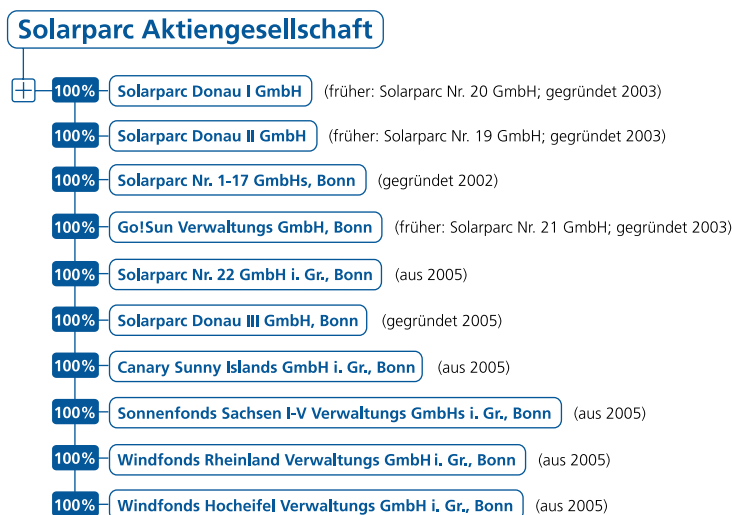 Solarparc Aktiengesellschaft
100% Solarparc Donau I GmbH (früher: Solarparc Nr. 20 GmbH; gegründet 2003)
100% Solarparc Donau II GmbH (früher: Solarparc Nr. 19 GmbH; gegründet 2003)
100% Solarparc Nr. 1-17 GmbHs, Bonn (gegründet 2002)
100% Go!Sun Verwaltungs GmbH, Bonn (früher: Solarparc Nr. 21 GmbH; gegründet 2003)
100% Solarparc Nr. 22 GmbH i. Gr., Bonn (aus 2005)
100% Solarparc Donau III GmbH, Bonn (gegründet 2005)
100% Canary Sunny Islands GmbH i. Gr., Bonn (aus 2005)
100% Sonnenfonds Sachsen I-V Verwaltungs GmbHs i. Gr., Bonn (aus 2005)
100% Windfonds Rheinland Verwaltungs GmbH i. Gr., Bonn (aus 2005)
100% Windfonds Hocheifel Verwaltungs GmbH i. Gr., Bonn (aus 2005)